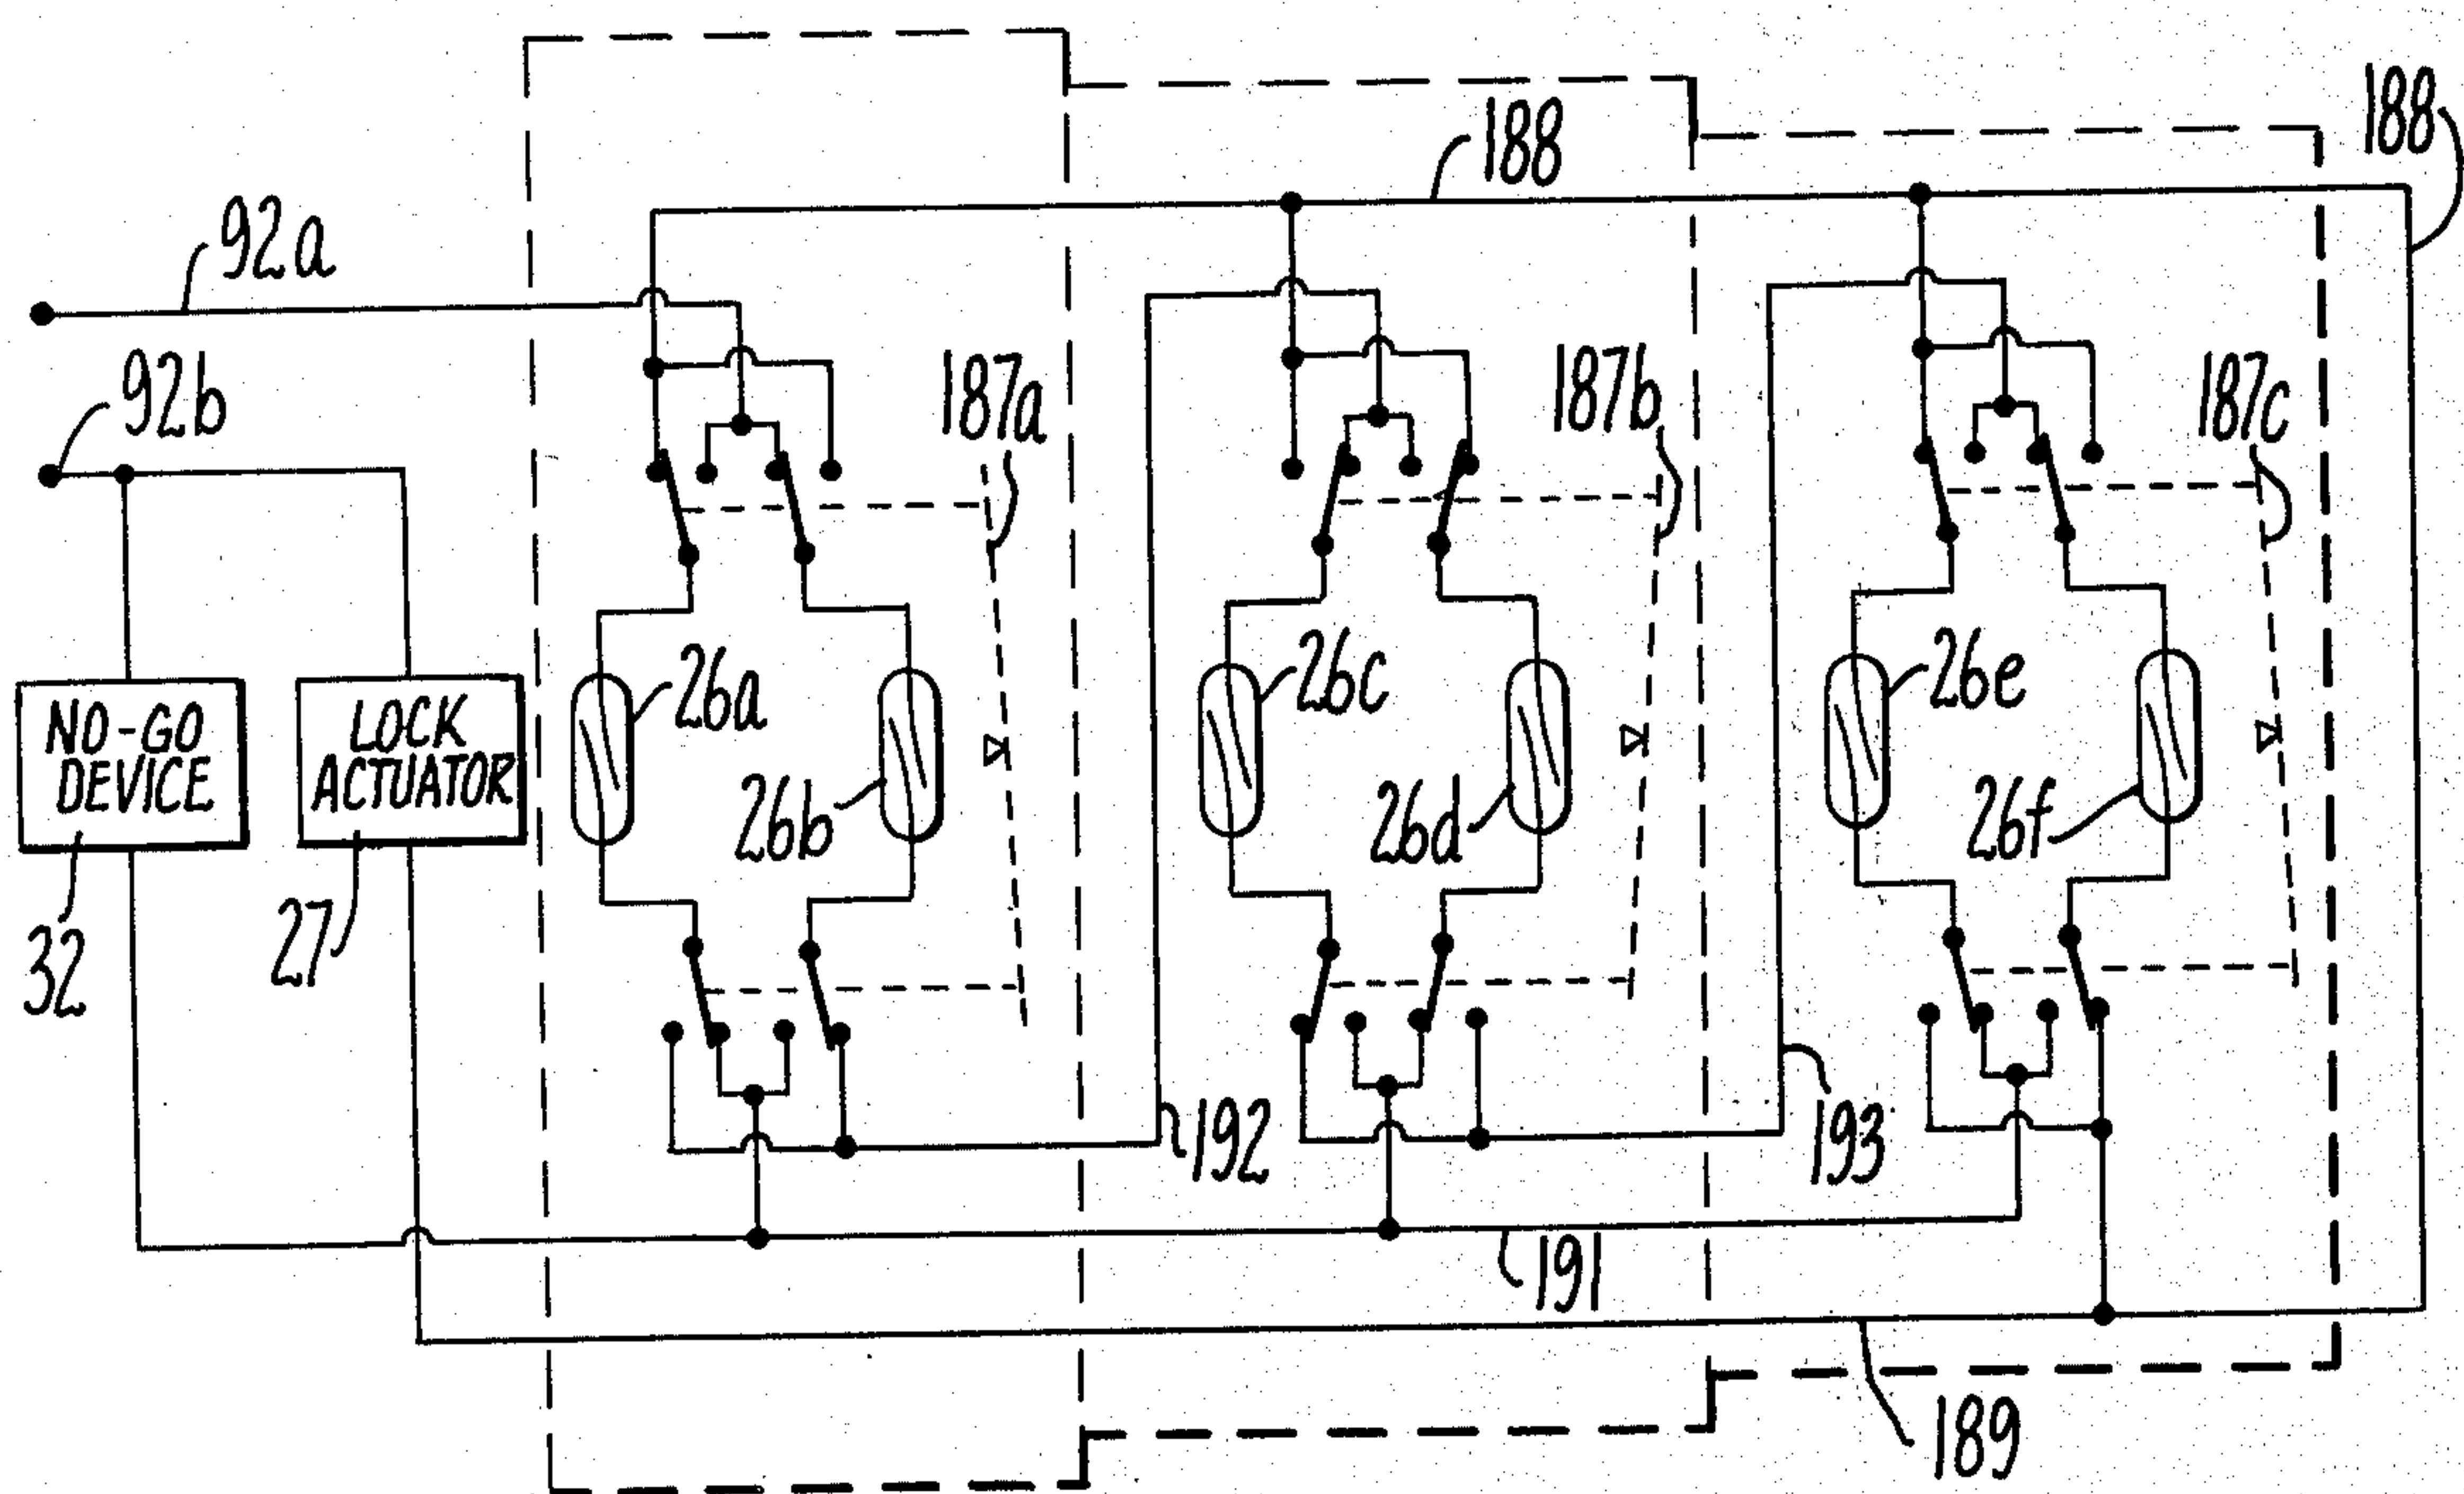 188
188
92a
92b
187a
187b
187c
26a
26b
26c
26d
26e
26f
NO-GO
DEVICE
LOCK
ACTUATOR
32
27
192
193
191
189